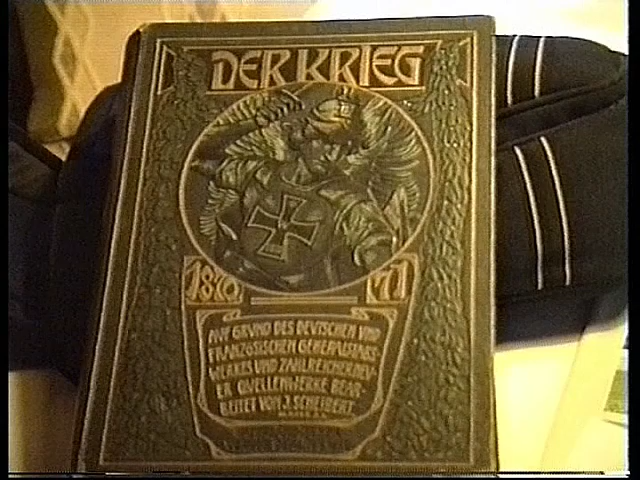 DER KRIEG
1870 71
AUF GRUND DES DEUTSCHEN UND
FRANZÖSISCHEN GENERALSTABS-
WERKES UND ZAHLREICHER NEU-
ER QUELLENWERKE BEAR-
BEITET VON J. SCHEIBERT